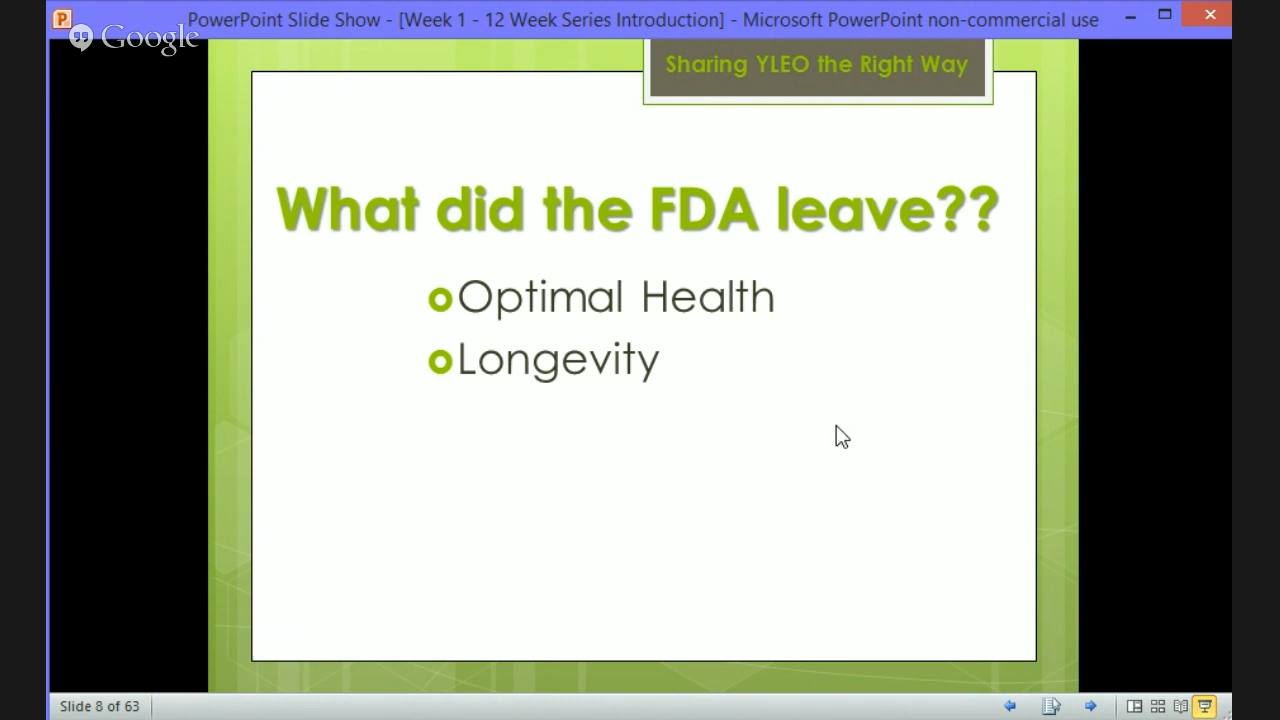 PowerPoint Slide Show - [Week 1 - 12 Week Series Introduction] - Microsoft PowerPoint non-commercial use
Google
Sharing YLEO the Right Way
What did the FDA leave??
Optimal Health
Longevity
Slide 8 of 63